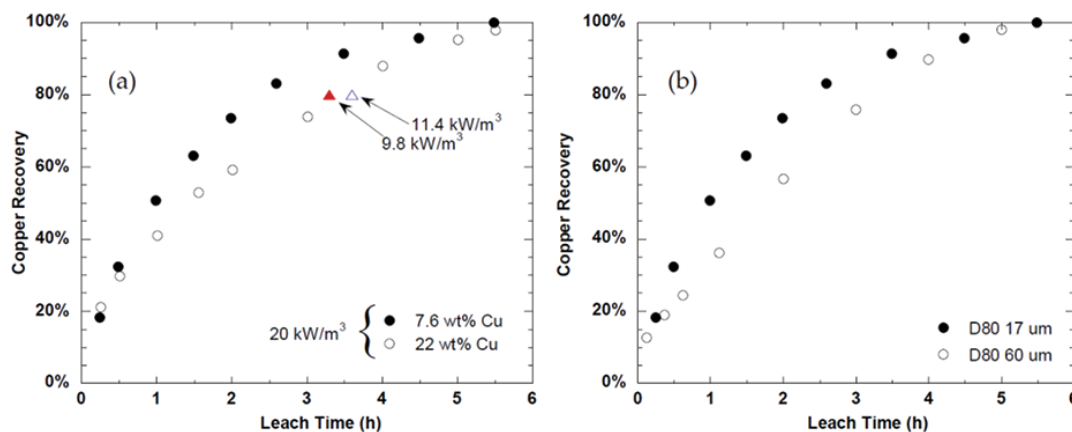 100%
80%
60%
40%
20%
0%
Copper Recovery
(a)
11.4 kW/m³
9.8 kW/m³
20 kW/m³
7.6 wt% Cu
22 wt% Cu
0 1 2 3 4 5 6
Leach Time (h)
100%
80%
60%
40%
20%
0%
Copper Recovery
(b)
D80 17 um
D80 60 um
0 1 2 3 4 5 6
Leach Time (h)